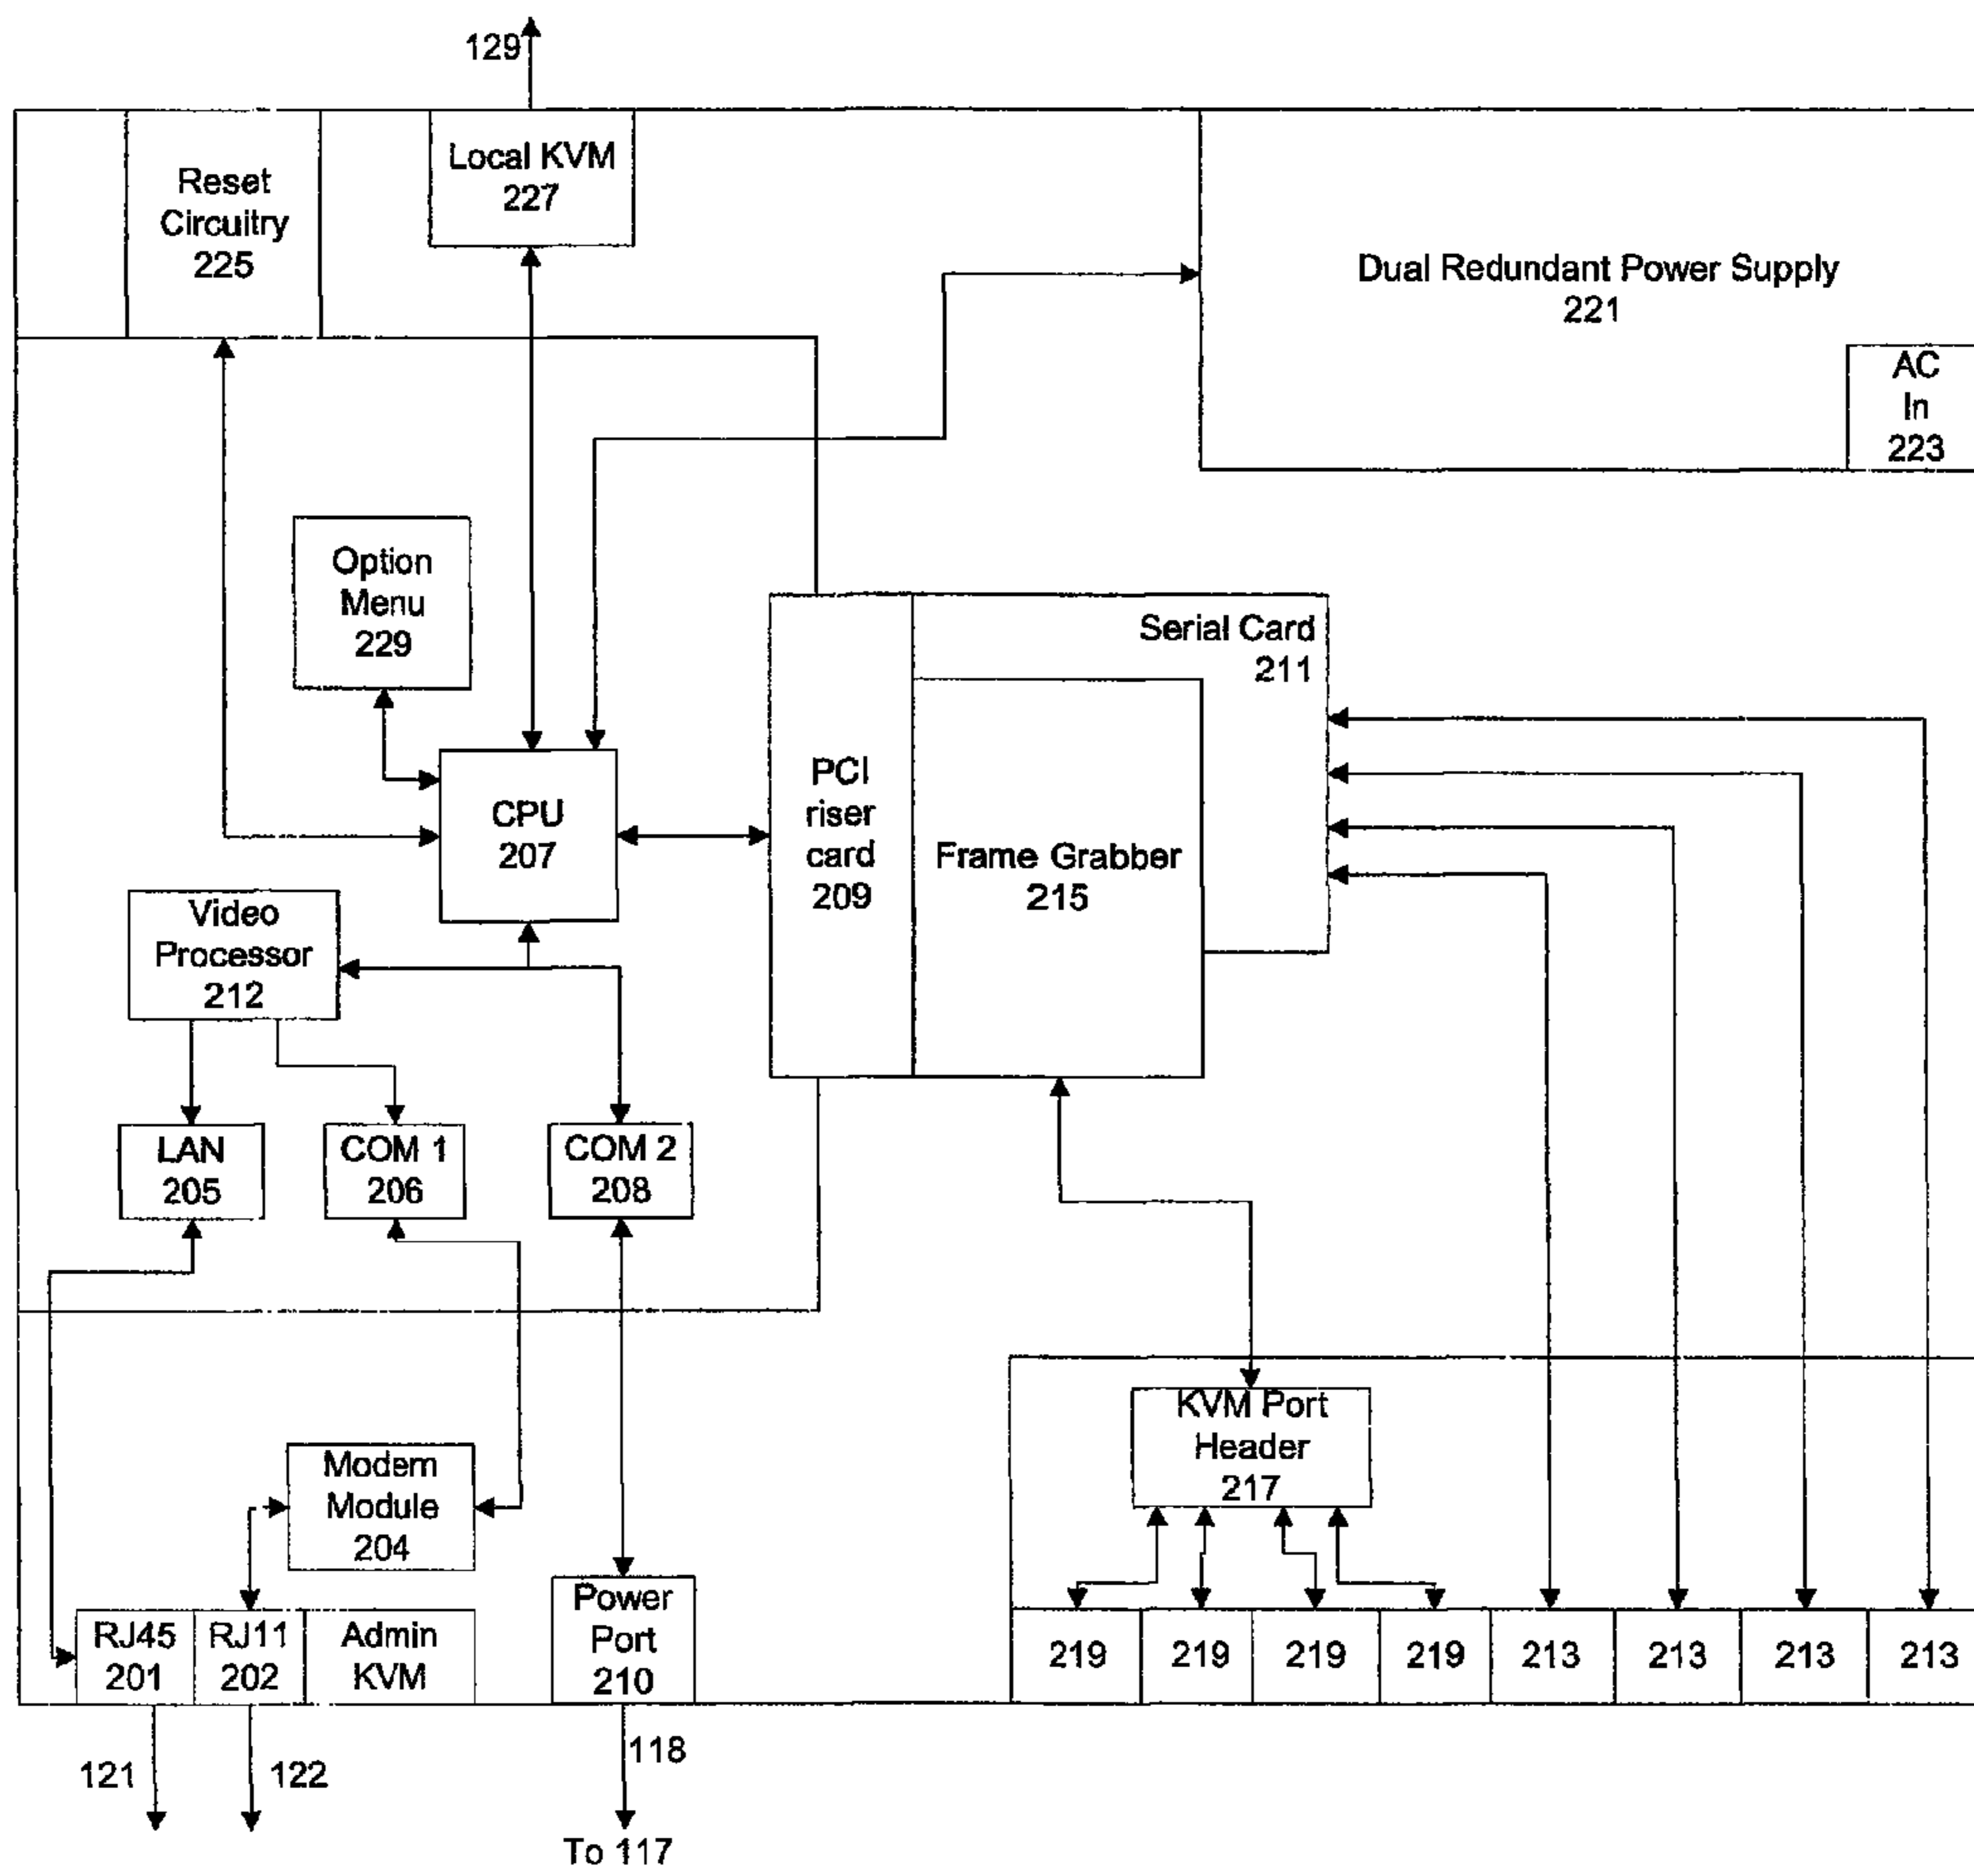 129
Reset
Circuitry
225
Local KVM
227
Dual Redundant Power Supply
221
AC
In
223
Option
Menu
229
Serial Card
211
CPU
207
PCI
riser
card
209
Frame Grabber
215
Video
Processor
212
LAN
205
COM 1
206
COM 2
208
KVM Port
Header
217
Modem
Module
204
RJ45
201
RJ11
202
Admin
KVM
Power
Port
210
219
219
219
219
213
213
213
213
121
122
118
To 117